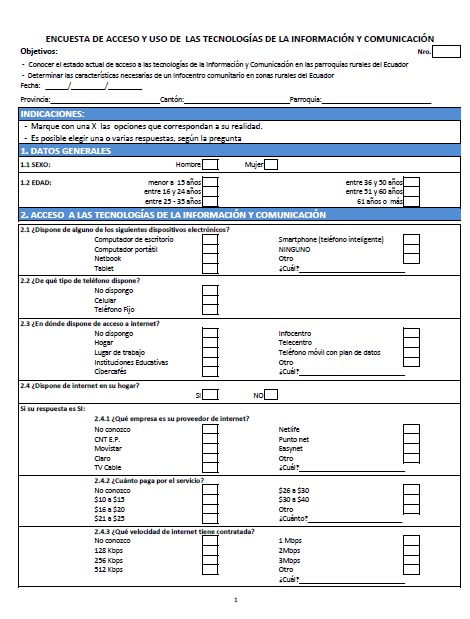 ENCUESTA DE ACCESO Y USO DE LAS TECNOLOGÍAS DE LA INFORMACIÓN Y COMUNICACIÓN
Objetivos: Nro.
- Conocer el estado actual de acceso a las tecnologías de la Información y Comunicación en las parroquias rurales del Ecuador
- Determinar las características necesarias de un Infocentro comunitario en zonas rurales del Ecuador
Fecha: ______/________/________
Provincia:__________________Cantón:__________________Parroquia:__________________
INDICACIONES:
- Marque con una X las opciones que correspondan a su realidad.
- Es posible elegir una o varias respuestas, según la pregunta
1. DATOS GENERALES
1.1 SEXO: Hombre Mujer
1.2 EDAD: menor a 15 años entre 36 y 50 años
entre 16 y 24 años entre 51 y 60 años
entre 25 - 35 años 61 años o más
2. ACCESO A LAS TECNOLOGÍAS DE LA INFORMACIÓN Y COMUNICACIÓN
2.1 ¿Dispone de alguno de los siguientes dispositivos electrónicos?
Computador de escritorio Smartphone (teléfono inteligente)
Computador portátil NINGUNO
Netbook Otro
Tablet ¿Cuál?__________________
2.2 ¿De qué tipo de teléfono dispone?
No dispongo
Celular
Teléfono Fijo
2.3 ¿En dónde dispone de acceso a internet?
No dispongo Infocentro
Hogar Telecentro
Lugar de trabajo Teléfono móvil con plan de datos
Instituciones Educativas Otro
Cibercafés ¿Cuál?__________________
2.4 ¿Dispone de internet en su hogar?
SI NO
Si su respuesta es SI:
2.4.1 ¿Qué empresa es su proveedor de internet?
No conozco Netlife
CNT E.P. Punto net
Movistar Easynet
Claro Otro
TV Cable ¿Cuál?__________________
2.4.2 ¿Cuánto paga por el servicio?
No conozco $26 a $30
$10 a $15 $30 a $40
$16 a $20 Otro
$21 a $25 ¿Cuánto?__________________
2.4.3 ¿Qué velocidad de internet tiene contratada?
No conozco 1 Mbps
128 Kbps 2Mbps
256 Kbps 3Mbps
512 Kbps Otro
¿Cuál?__________________
1